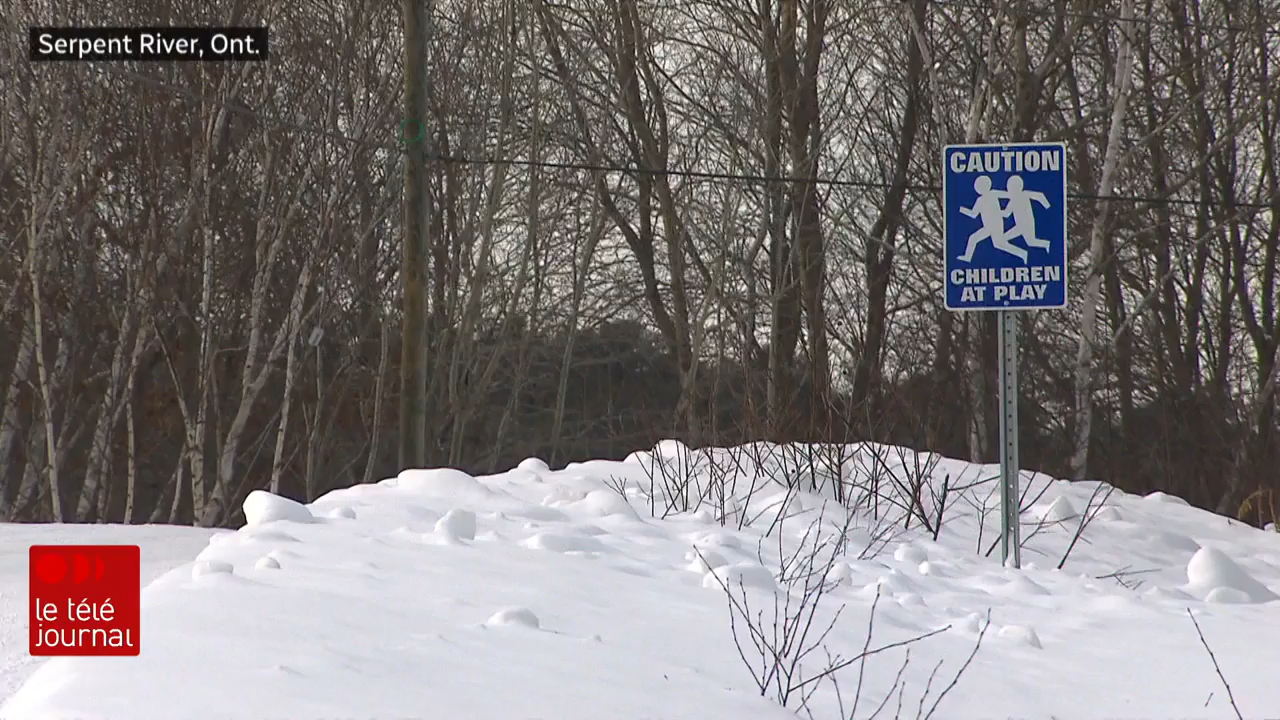 Serpent River, Ont.
CAUTION
CHILDREN
AT PLAY
le télé
journal